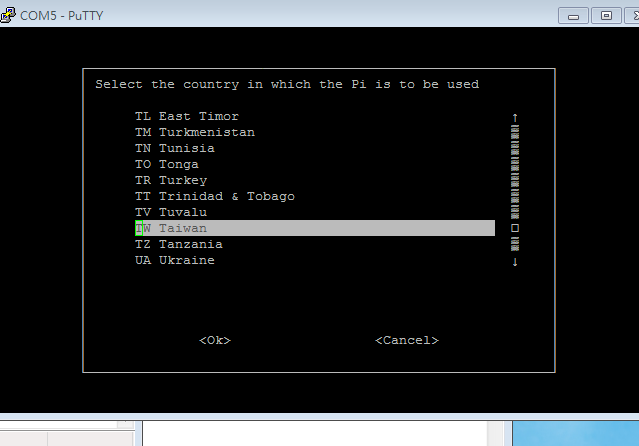 COM5 - PuTTY
Select the country in which the Pi is to be used
TL East Timor
TM Turkmenistan
TN Tunisia
TO Tonga
TR Turkey
TT Trinidad & Tobago
TV Tuvalu
TW Taiwan
TZ Tanzania
UA Ukraine
<Ok> <Cancel>